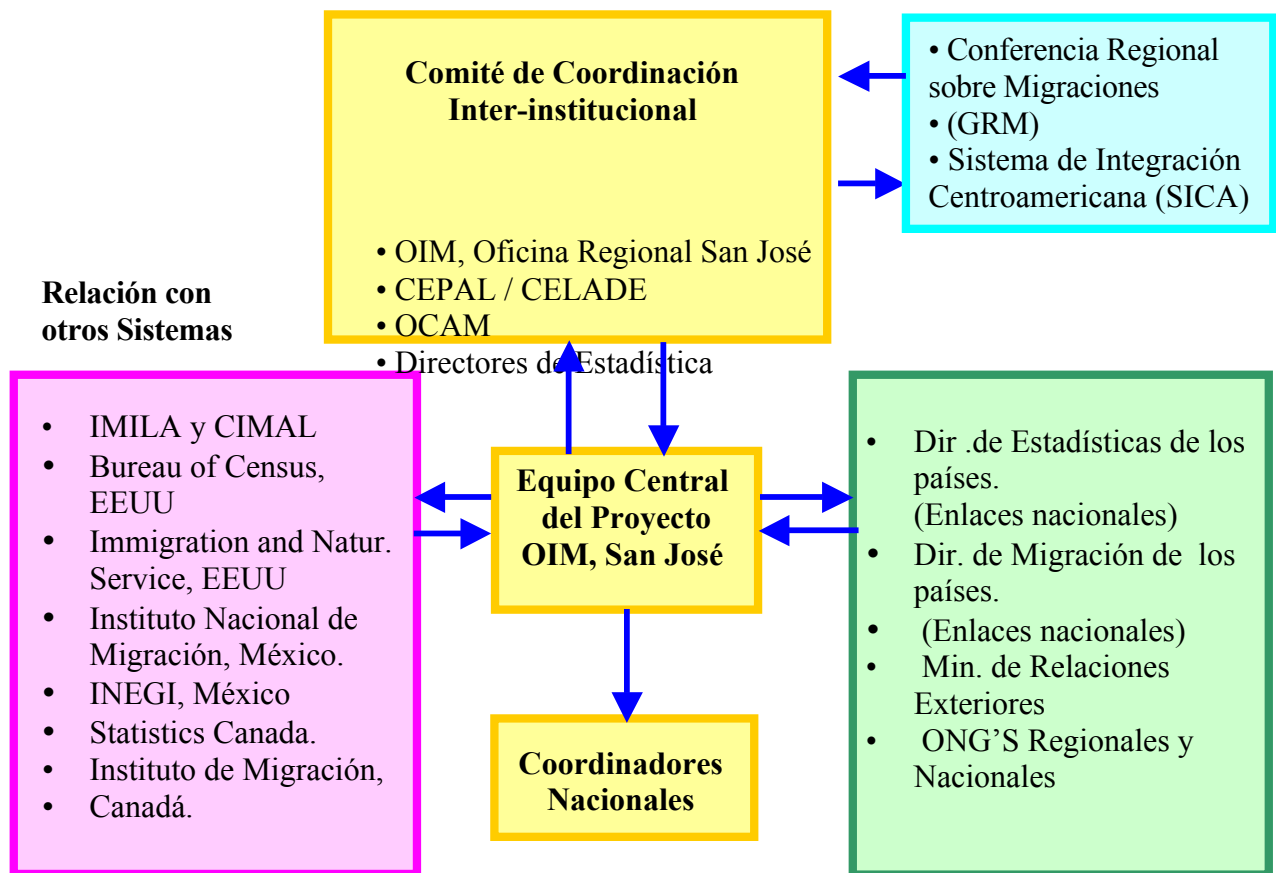 Comité de Coordinación
Inter-institucional
• OIM, Oficina Regional San José
• CEPAL / CELADE
• OCAM
• Directores de Estadística
• Conferencia Regional
sobre Migraciones
• (GRM)
• Sistema de Integración
Centroamericana (SICA)
Relación con
otros Sistemas
• IMILA y CIMAL
• Bureau of Census,
EEUU
• Immigration and Natur.
Service, EEUU
• Instituto Nacional de
Migración, México.
• INEGI, México
• Statistics Canada.
• Instituto de Migración,
• Canadá.
Equipo Central
del Proyecto
OIM, San José
• Dir .de Estadísticas de los
países.
(Enlaces nacionales)
• Dir. de Migración de los
países.
• (Enlaces nacionales)
• Min. de Relaciones
Exteriores
• ONG’S Regionales y
Nacionales
Coordinadores
Nacionales